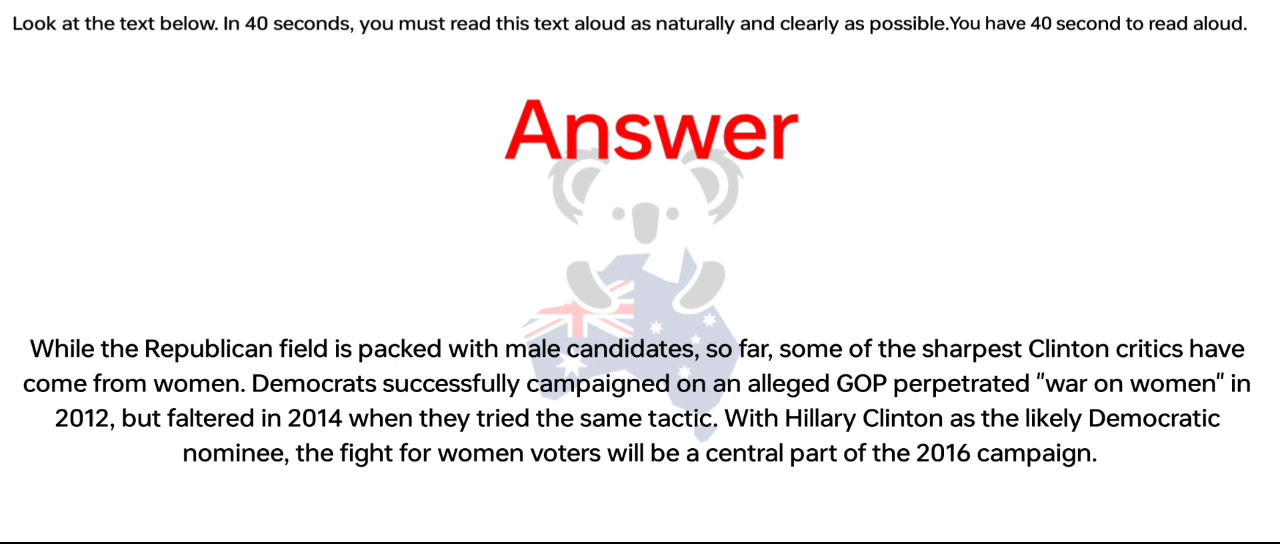 Look at the text below. In 40 seconds, you must read this text aloud as naturally and clearly as possible.You have 40 second to read aloud.
Answer
While the Republican field is packed with male candidates, so far, some of the sharpest Clinton critics have
come from women. Democrats successfully campaigned on an alleged GOP perpetrated "war on women" in
2012, but faltered in 2014 when they tried the same tactic. With Hillary Clinton as the likely Democratic
nominee, the fight for women voters will be a central part of the 2016 campaign.